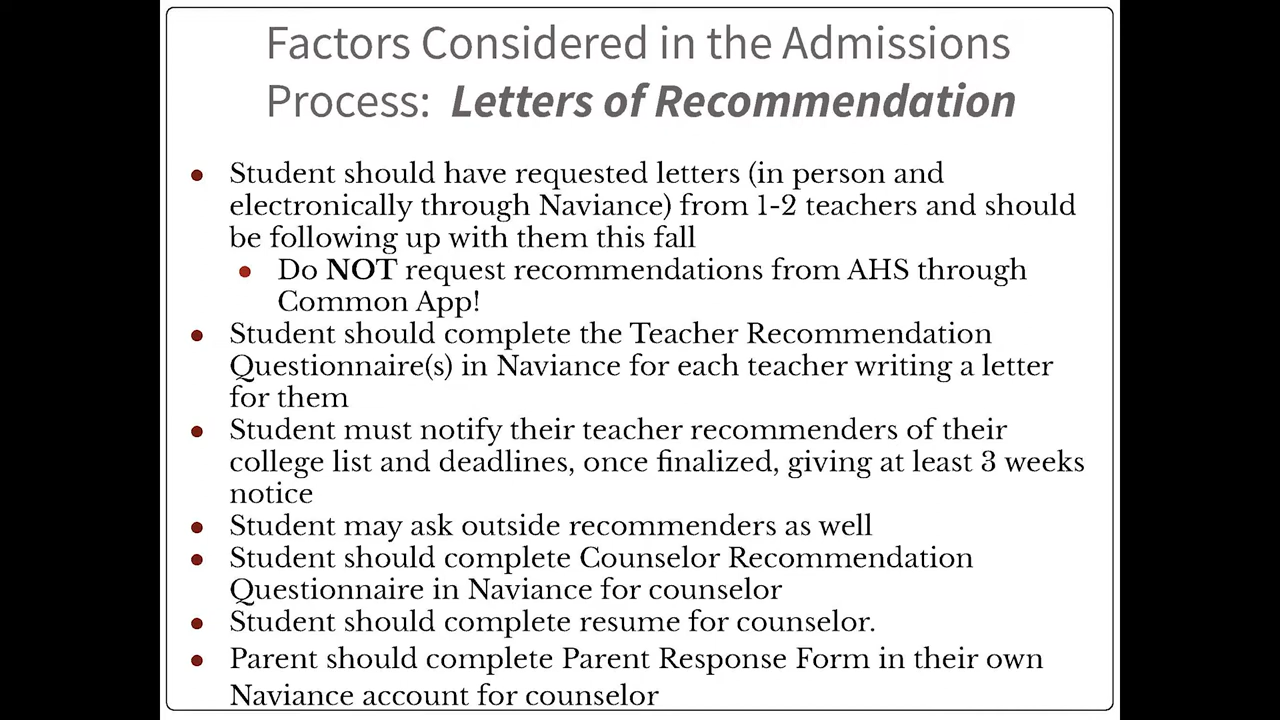 Factors Considered in the Admissions
Process: Letters of Recommendation
● Student should have requested letters (in person and
electronically through Naviance) from 1-2 teachers and should
be following up with them this fall
● Do NOT request recommendations from AHS through
Common App!
● Student should complete the Teacher Recommendation
Questionnaire(s) in Naviance for each teacher writing a letter
for them
● Student must notify their teacher recommenders of their
college list and deadlines, once finalized, giving at least 3 weeks
notice
● Student may ask outside recommenders as well
● Student should complete Counselor Recommendation
Questionnaire in Naviance for counselor
● Student should complete resume for counselor.
● Parent should complete Parent Response Form in their own
Naviance account for counselor